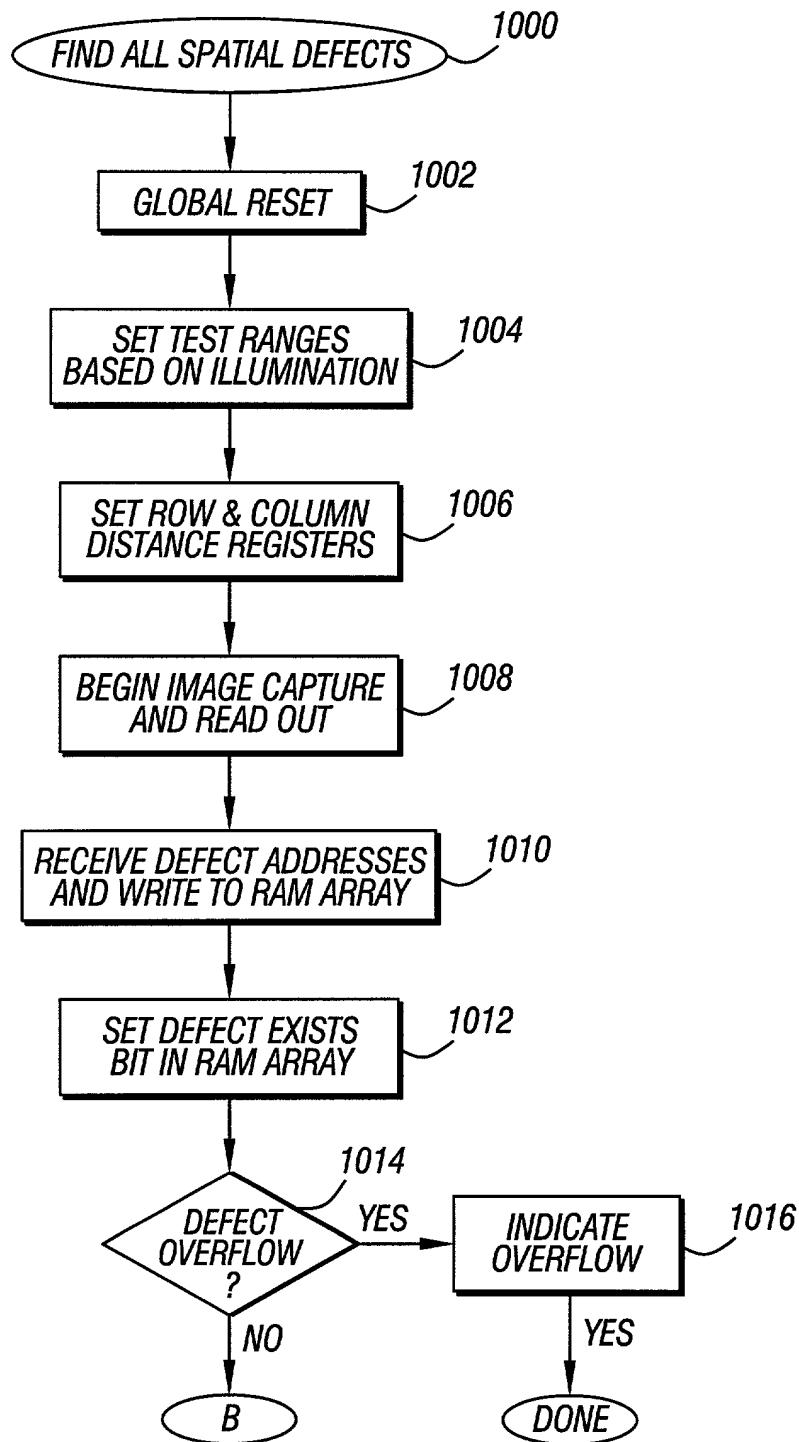 FIND ALL SPATIAL DEFECTS
1000
GLOBAL RESET
1002
SET TEST RANGES
BASED ON ILLUMINATION
1004
SET ROW & COLUMN
DISTANCE REGISTERS
1006
BEGIN IMAGE CAPTURE
AND READ OUT
1008
RECEIVE DEFECT ADDRESSES
AND WRITE TO RAM ARRAY
1010
SET DEFECT EXISTS
BIT IN RAM ARRAY
1012
DEFECT
OVERFLOW
?
1014
YES
INDICATE
OVERFLOW
1016
NO
YES
B
DONE